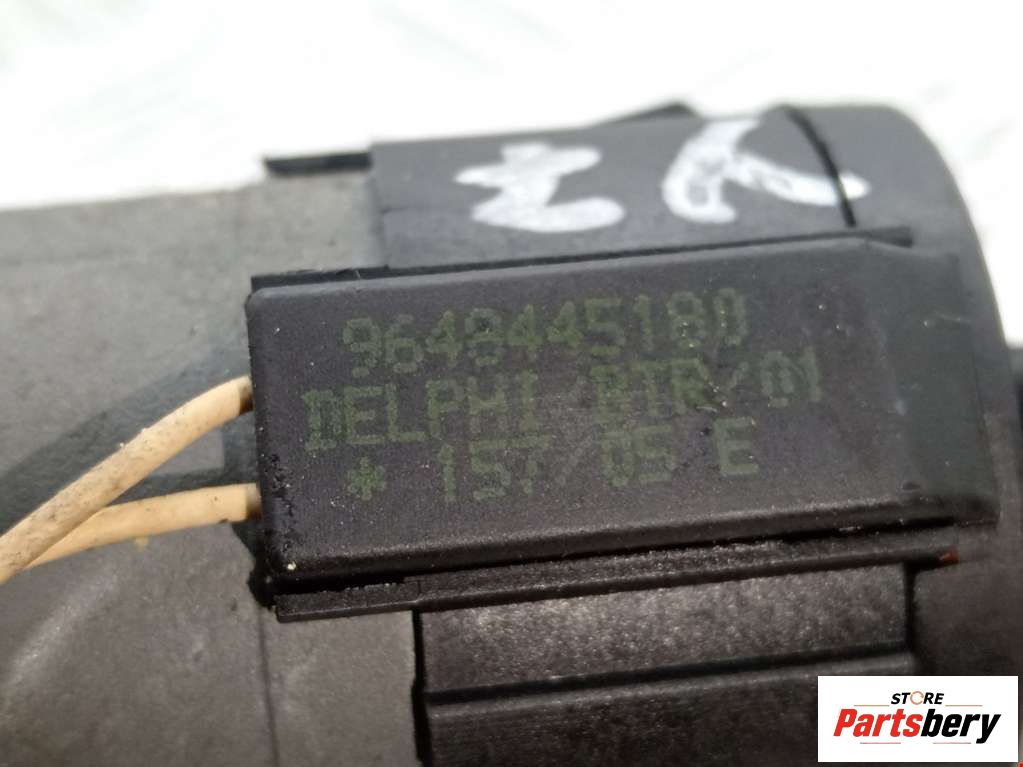 9648445180
DELPHI BTR/01
* 157/05 E
STORE
Partsbery